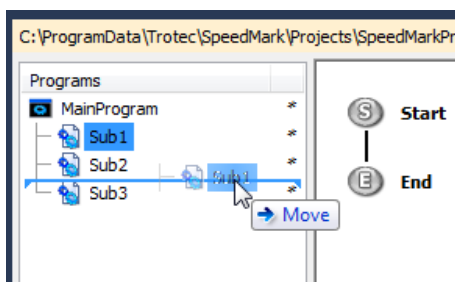 C:\ProgramData\Trotec\SpeedMark\Projects\SpeedMarkPr
Programs
MainProgram *
Sub1 *
Sub2 *
Sub1
Sub3 *
Move
S Start
E End